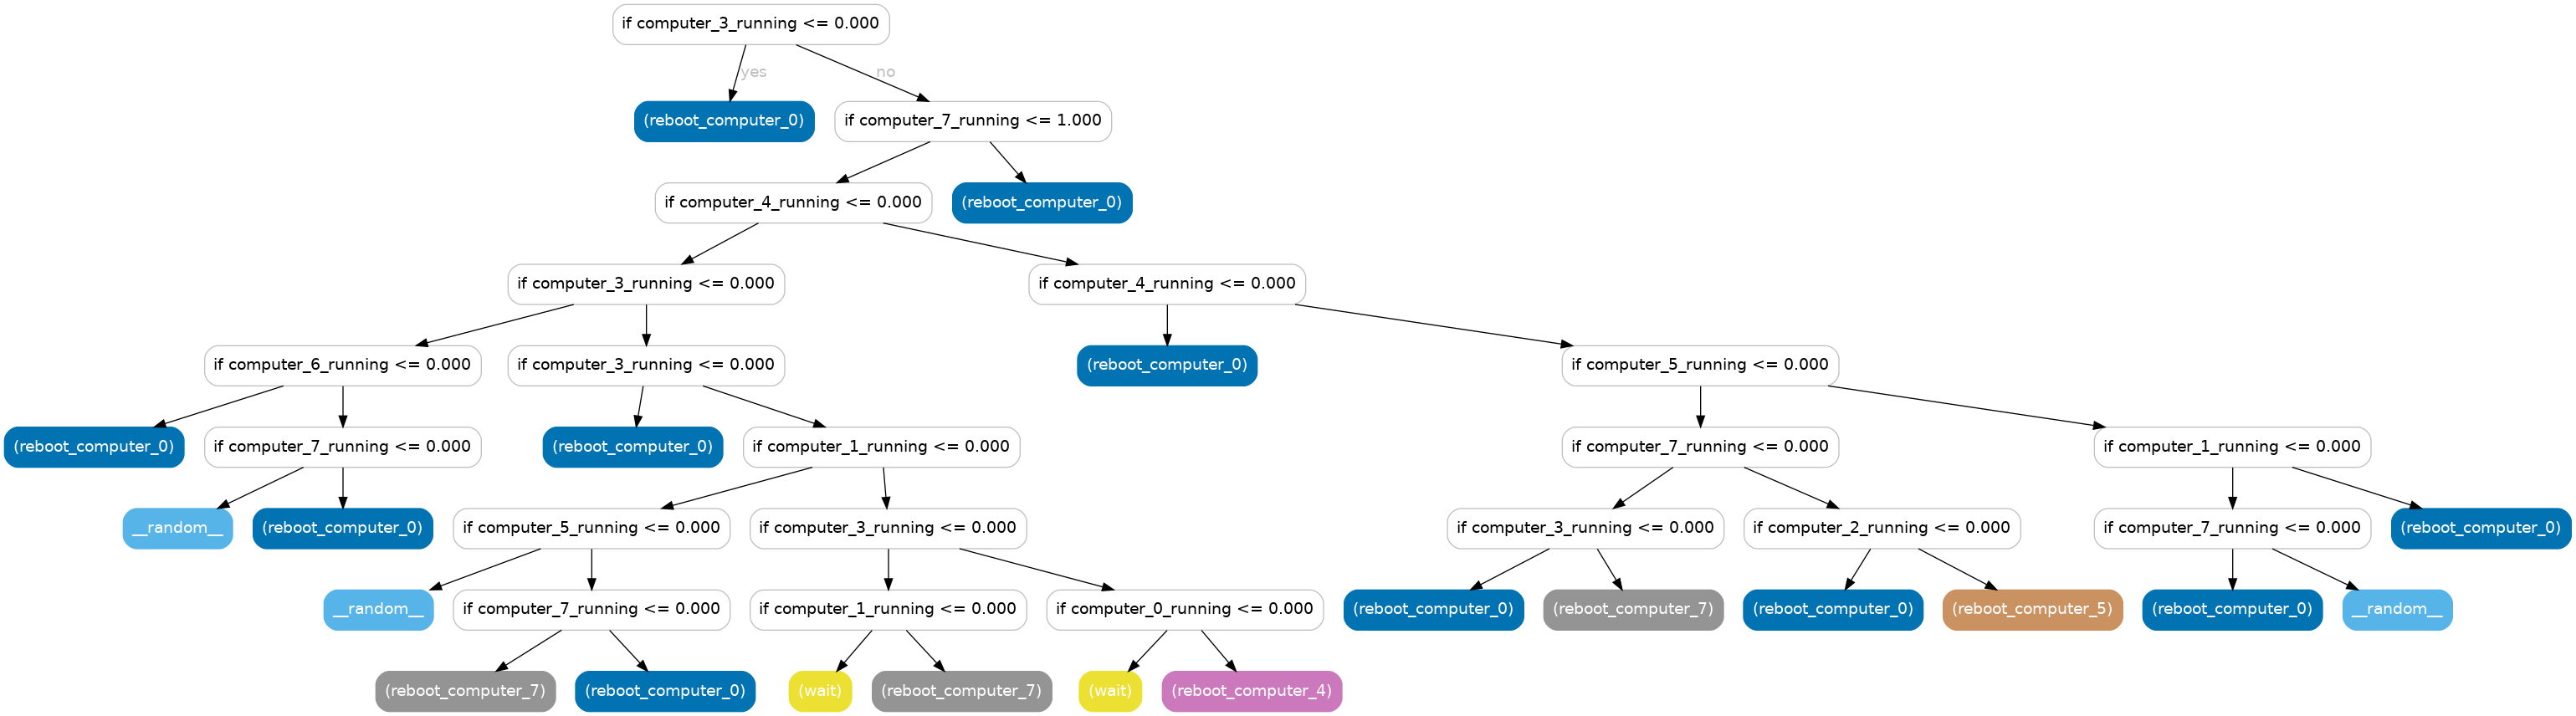 if computer_3_running <= 0.000
yes
no
(reboot_computer_0)
if computer_7_running <= 1.000
if computer_4_running <= 0.000
(reboot_computer_0)
if computer_3_running <= 0.000
if computer_4_running <= 0.000
if computer_6_running <= 0.000
if computer_3_running <= 0.000
(reboot_computer_0)
if computer_5_running <= 0.000
(reboot_computer_0)
if computer_7_running <= 0.000
(reboot_computer_0)
if computer_1_running <= 0.000
if computer_7_running <= 0.000
if computer_1_running <= 0.000
__random__
(reboot_computer_0)
if computer_5_running <= 0.000
if computer_3_running <= 0.000
if computer_3_running <= 0.000
if computer_2_running <= 0.000
if computer_7_running <= 0.000
(reboot_computer_0)
__random__
if computer_7_running <= 0.000
if computer_1_running <= 0.000
if computer_0_running <= 0.000
(reboot_computer_0)
(reboot_computer_7)
(reboot_computer_0)
(reboot_computer_5)
(reboot_computer_0)
__random__
(reboot_computer_7)
(reboot_computer_0)
(wait)
(reboot_computer_7)
(wait)
(reboot_computer_4)